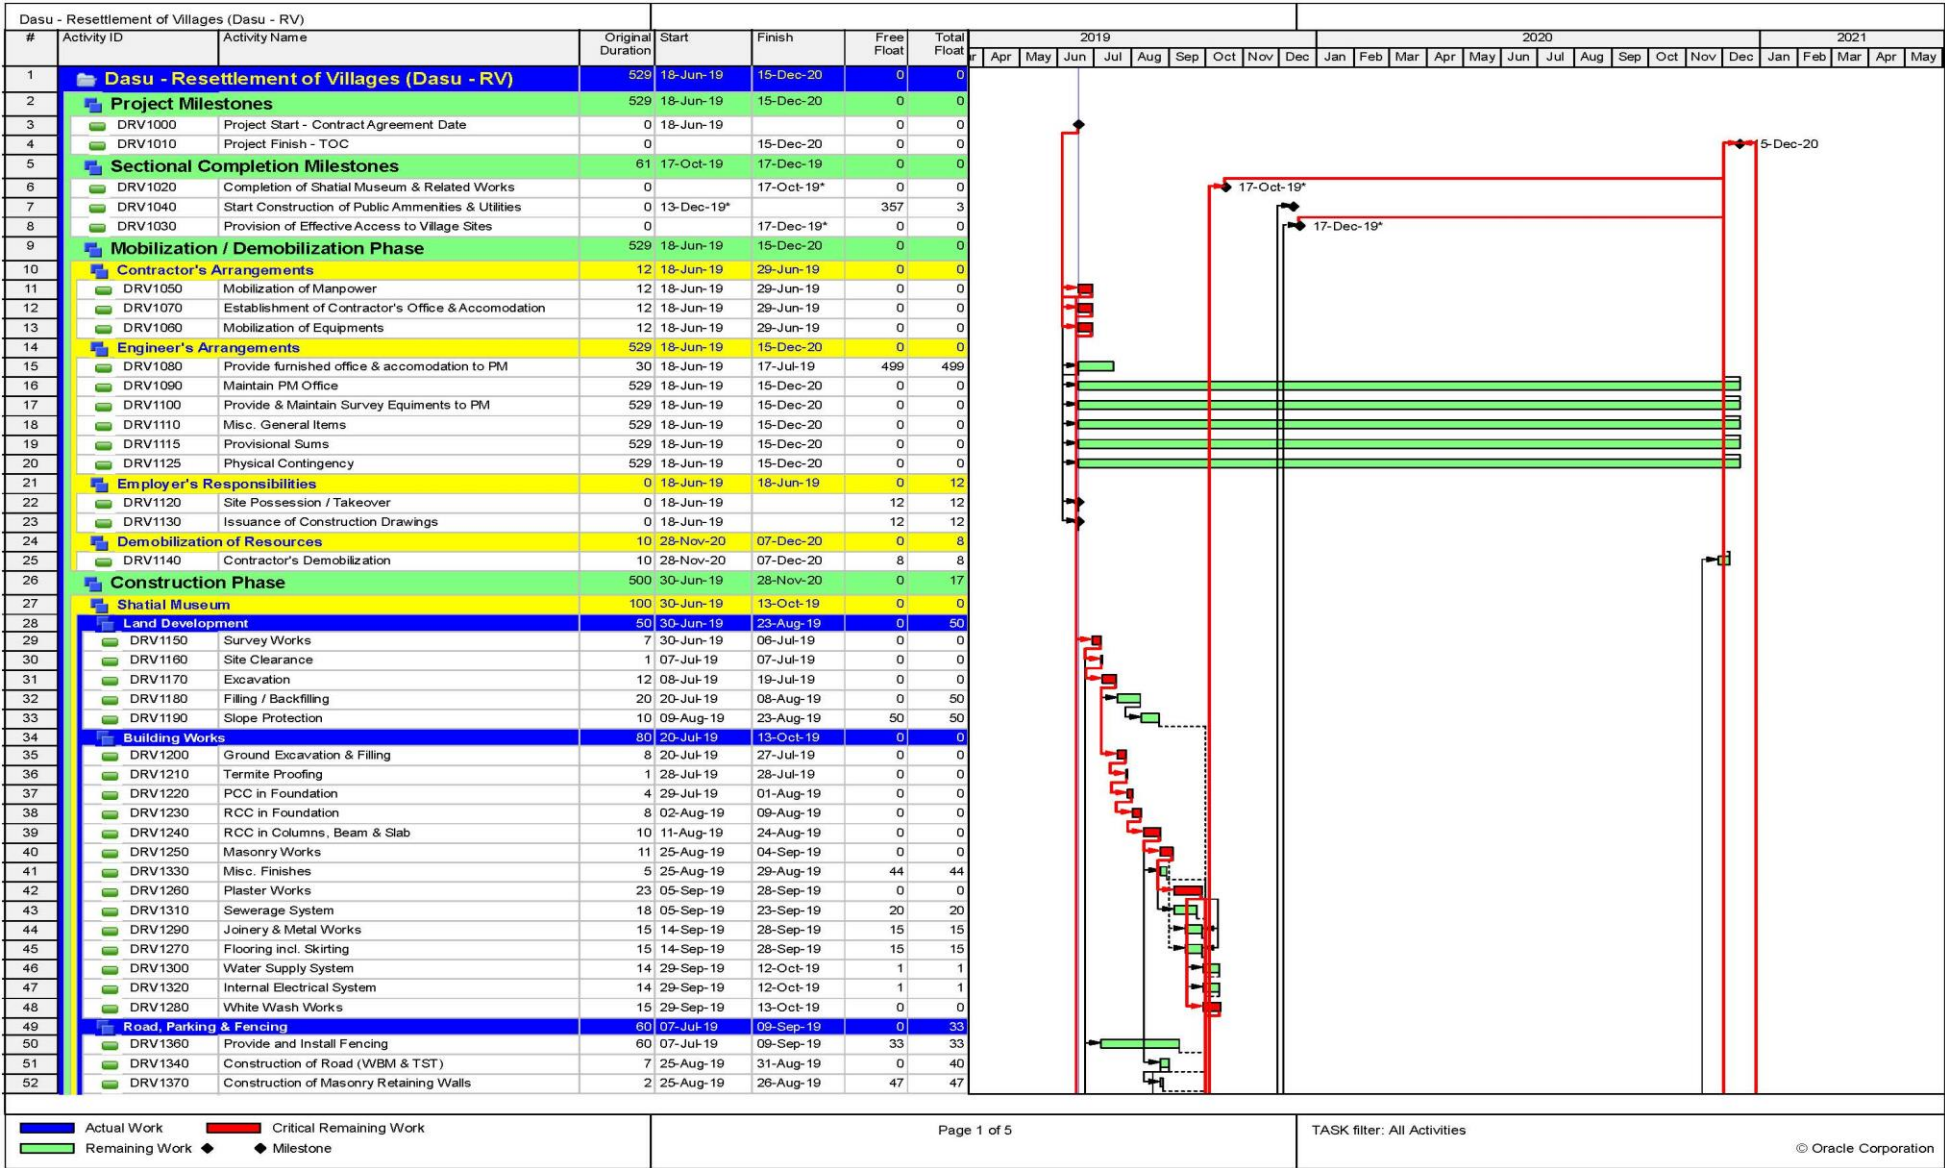 Dasu - Resettlement of Villages (Dasu - RV)
# Activity ID Activity Name Original Duration Start Finish Free Float Total Float
2019 2020 2021
Apr May Jun Jul Aug Sep Oct Nov Dec Jan Feb Mar Apr May Jun Jul Aug Sep Oct Nov Dec Jan Feb Mar Apr May
1 Dasu - Resettlement of Villages (Dasu - RV) 529 18-Jun-19 15-Dec-20 0 0
2 Project Milestones 529 18-Jun-19 15-Dec-20 0 0
3 DRV1000 Project Start - Contract Agreement Date 0 18-Jun-19 0 0
4 DRV1010 Project Finish - TOC 0 15-Dec-20 0 0 5-Dec-20
5 Sectional Completion Milestones 61 17-Oct-19 17-Dec-19 0 0
6 DRV1020 Completion of Shatial Museum & Related Works 0 17-Oct-19* 0 0 17-Oct-19*
7 DRV1040 Start Construction of Public Ammenities & Utilities 0 13-Dec-19* 357 3
8 DRV1030 Provision of Effective Access to Village Sites 0 17-Dec-19* 0 0 17-Dec-19*
9 Mobilization / Demobilization Phase 529 18-Jun-19 15-Dec-20 0 0
10 Contractor's Arrangements 12 18-Jun-19 29-Jun-19 0 0
11 DRV1050 Mobilization of Manpower 12 18-Jun-19 29-Jun-19 0 0
12 DRV1070 Establishment of Contractor's Office & Accomodation 12 18-Jun-19 29-Jun-19 0 0
13 DRV1060 Mobilization of Equipments 12 18-Jun-19 29-Jun-19 0 0
14 Engineer's Arrangements 529 18-Jun-19 15-Dec-20 0 0
15 DRV1080 Provide furnished office & accomodation to PM 30 18-Jun-19 17-Jul-19 499 499
16 DRV1090 Maintain PM Office 529 18-Jun-19 15-Dec-20 0 0
17 DRV1100 Provide & Maintain Survey Equiments to PM 529 18-Jun-19 15-Dec-20 0 0
18 DRV1110 Misc. General Items 529 18-Jun-19 15-Dec-20 0 0
19 DRV1115 Provisional Sums 529 18-Jun-19 15-Dec-20 0 0
20 DRV1125 Physical Contingency 529 18-Jun-19 15-Dec-20 0 0
21 Employer's Responsibilities 0 18-Jun-19 18-Jun-19 0 12
22 DRV1120 Site Possession / Takeover 0 18-Jun-19 12 12
23 DRV1130 Issuance of Construction Drawings 0 18-Jun-19 12 12
24 Demobilization of Resources 10 28-Nov-20 07-Dec-20 0 8
25 DRV1140 Contractor's Demobilization 10 28-Nov-20 07-Dec-20 8 8
26 Construction Phase 500 30-Jun-19 28-Nov-20 0 17
27 Shatial Museum 100 30-Jun-19 13-Oct-19 0 0
28 Land Development 50 30-Jun-19 23-Aug-19 0 50
29 DRV1150 Survey Works 7 30-Jun-19 06-Jul-19 0 0
30 DRV1160 Site Clearance 1 07-Jul-19 07-Jul-19 0 0
31 DRV1170 Excavation 12 08-Jul-19 19-Jul-19 0 0
32 DRV1180 Filling / Backfilling 20 20-Jul-19 08-Aug-19 0 50
33 DRV1190 Slope Protection 10 09-Aug-19 23-Aug-19 50 50
34 Building Works 80 20-Jul-19 13-Oct-19 0 0
35 DRV1200 Ground Excavation & Filling 8 20-Jul-19 27-Jul-19 0 0
36 DRV1210 Termite Proofing 1 28-Jul-19 28-Jul-19 0 0
37 DRV1220 PCC in Foundation 4 29-Jul-19 01-Aug-19 0 0
38 DRV1230 RCC in Foundation 8 02-Aug-19 09-Aug-19 0 0
39 DRV1240 RCC in Columns, Beam & Slab 10 11-Aug-19 24-Aug-19 0 0
40 DRV1250 Masonry Works 11 25-Aug-19 04-Sep-19 0 0
41 DRV1330 Misc. Finishes 5 25-Aug-19 29-Aug-19 44 44
42 DRV1260 Plaster Works 23 05-Sep-19 28-Sep-19 0 0
43 DRV1310 Sewerage System 18 05-Sep-19 23-Sep-19 20 20
44 DRV1290 Joinery & Metal Works 15 14-Sep-19 28-Sep-19 15 15
45 DRV1270 Flooring incl. Skirting 15 14-Sep-19 28-Sep-19 15 15
46 DRV1300 Water Supply System 14 29-Sep-19 12-Oct-19 1 1
47 DRV1320 Internal Electrical System 14 29-Sep-19 12-Oct-19 1 1
48 DRV1280 White Wash Works 15 29-Sep-19 13-Oct-19 0 0
49 Road, Parking & Fencing 60 07-Jul-19 09-Sep-19 0 33
50 DRV1360 Provide and Install Fencing 60 07-Jul-19 09-Sep-19 33 33
51 DRV1340 Construction of Road (WBM & TST) 7 25-Aug-19 31-Aug-19 0 40
52 DRV1370 Construction of Masonry Retaining Walls 2 25-Aug-19 26-Aug-19 47 47
Actual Work Critical Remaining Work
Remaining Work Milestone
Page 1 of 5
TASK filter: All Activities
© Oracle Corporation